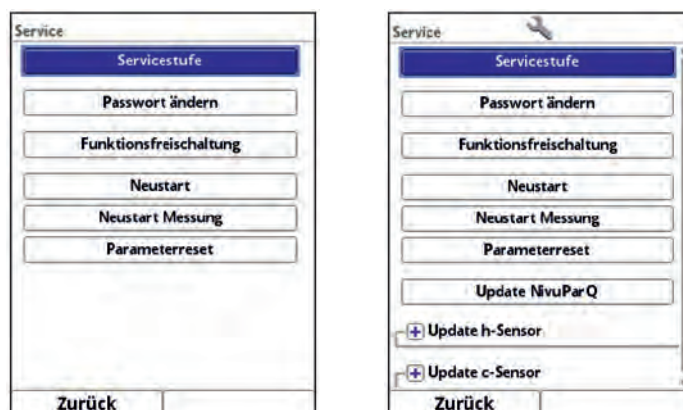 Service
Servicestufe
Passwort ändern
Funktionsfreischaltung
Neustart
Neustart Messung
Parameterreset
Zurück
Service
Servicestufe
Passwort ändern
Funktionsfreischaltung
Neustart
Neustart Messung
Parameterreset
Update NivuParQ
Update h-Sensor
Update c-Sensor
Zurück